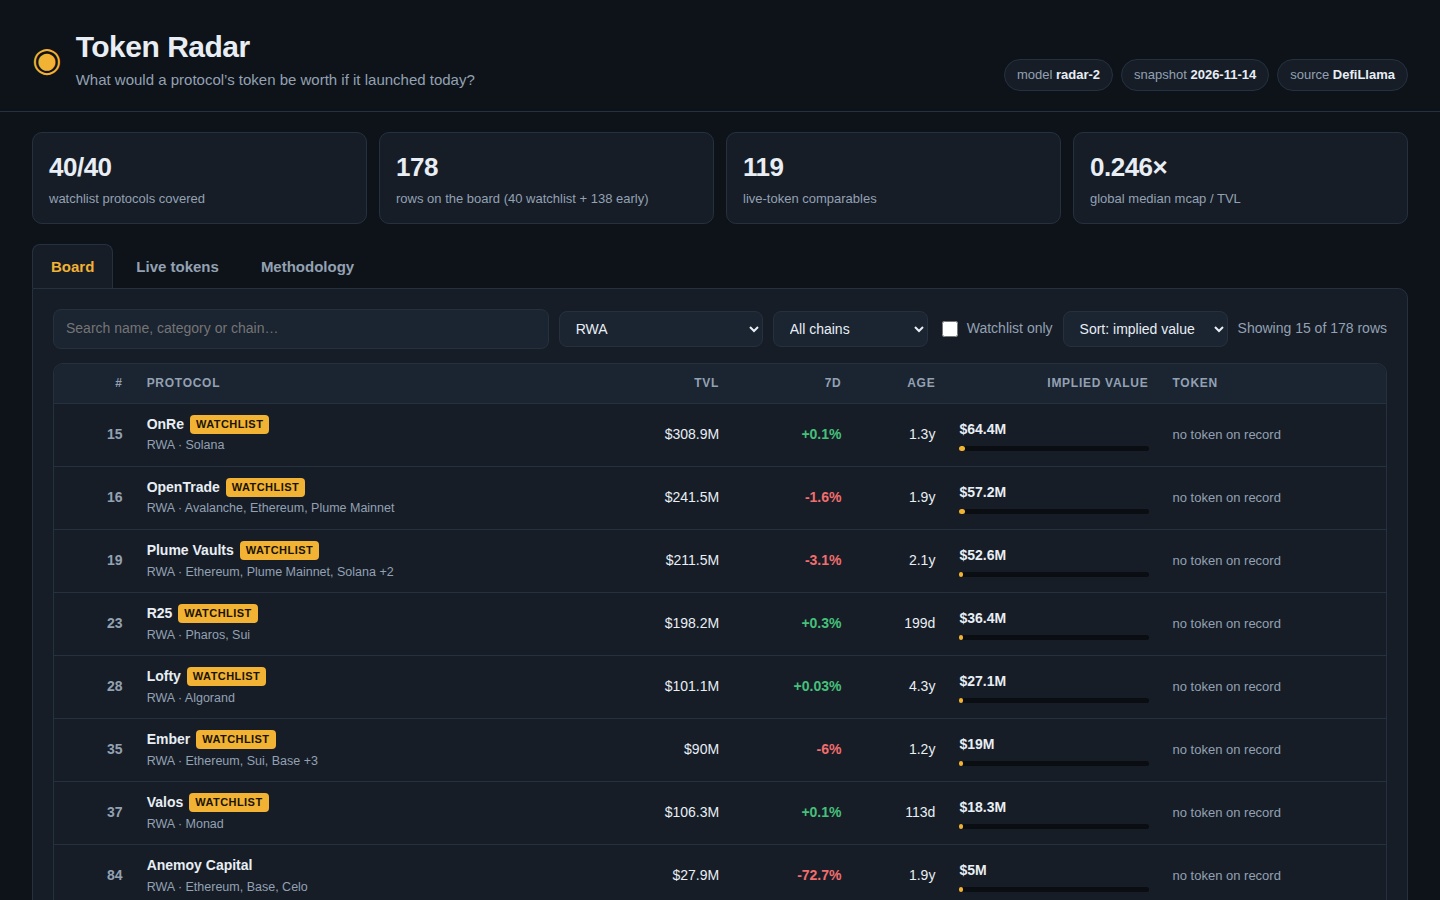 Token Radar
What would a protocol's token be worth if it launched today?
model radar-2
snapshot 2026-11-14
source DefiLlama
40/40
watchlist protocols covered
178
rows on the board (40 watchlist + 138 early)
119
live-token comparables
0.246×
global median mcap / TVL
Board
Live tokens
Methodology
Search name, category or chain…
RWA
All chains
Watchlist only
Sort: implied value
Showing 15 of 178 rows
# PROTOCOL TVL 7D AGE IMPLIED VALUE TOKEN
15 OnRe WATCHLIST $308.9M +0.1% 1.3y $64.4M no token on record
RWA · Solana
16 OpenTrade WATCHLIST $241.5M -1.6% 1.9y $57.2M no token on record
RWA · Avalanche, Ethereum, Plume Mainnet
19 Plume Vaults WATCHLIST $211.5M -3.1% 2.1y $52.6M no token on record
RWA · Ethereum, Plume Mainnet, Solana +2
23 R25 WATCHLIST $198.2M +0.3% 199d $36.4M no token on record
RWA · Pharos, Sui
28 Lofty WATCHLIST $101.1M +0.03% 4.3y $27.1M no token on record
RWA · Algorand
35 Ember WATCHLIST $90M -6% 1.2y $19M no token on record
RWA · Ethereum, Sui, Base +3
37 Valos WATCHLIST $106.3M +0.1% 113d $18.3M no token on record
RWA · Monad
84 Anemoy Capital $27.9M -72.7% 1.9y $5M no token on record
RWA · Ethereum, Base, Celo